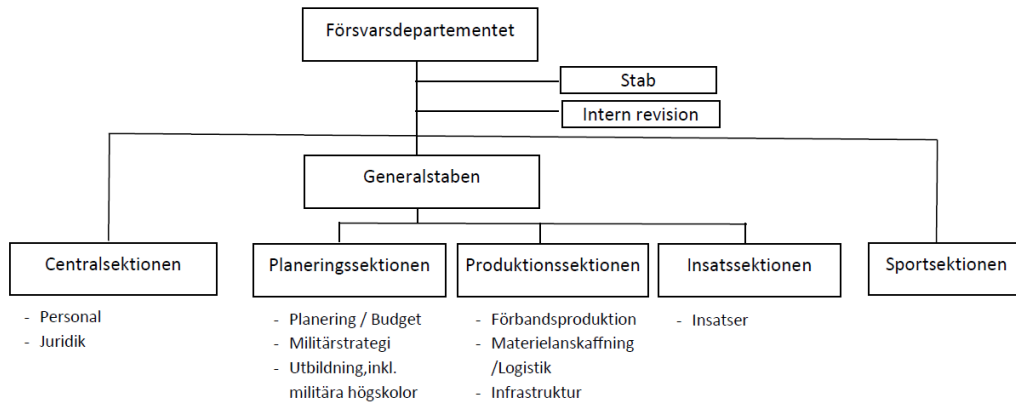 Försvarsdepartementet
Stab
Intern revision
Generalstaben
Centralsektionen
Planeringssektionen
Produktionssektionen
Insatssektionen
Sportsektionen
- Personal
- Juridik
- Planering / Budget
- Militärstrategi
- Utbildning,inkl.
militära högskolor
- Förbandsproduktion
- Materielanskaffning
/Logistik
- Infrastruktur
- Insatser